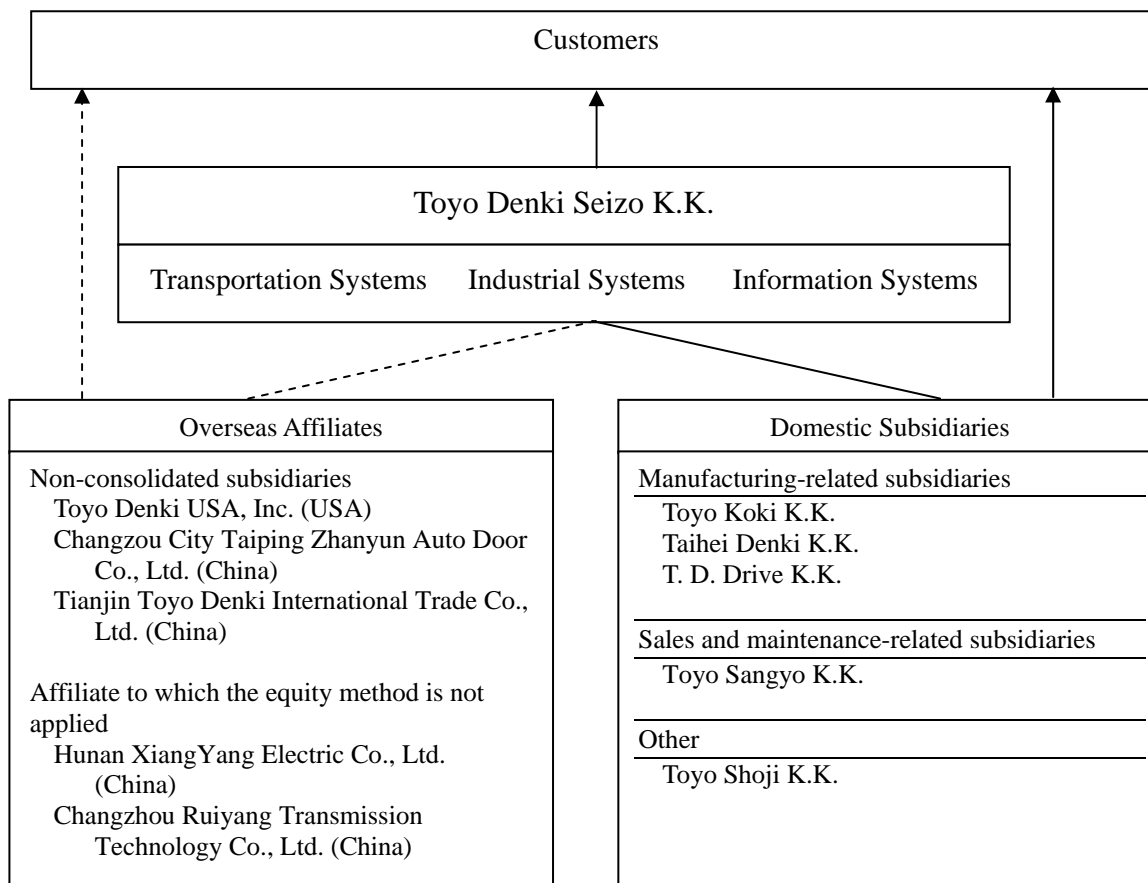 Customers
Toyo Denki Seizo K.K.
Transportation Systems Industrial Systems Information Systems
Overseas Affiliates
Non-consolidated subsidiaries
Toyo Denki USA, Inc. (USA)
Changzou City Taiping Zhanyun Auto Door
Co., Ltd. (China)
Tianjin Toyo Denki International Trade Co.,
Ltd. (China)
Affiliate to which the equity method is not
applied
Hunan XiangYang Electric Co., Ltd.
(China)
Changzhou Ruiyang Transmission
Technology Co., Ltd. (China)
Domestic Subsidiaries
Manufacturing-related subsidiaries
Toyo Koki K.K.
Taihei Denki K.K.
T. D. Drive K.K.
Sales and maintenance-related subsidiaries
Toyo Sangyo K.K.
Other
Toyo Shoji K.K.